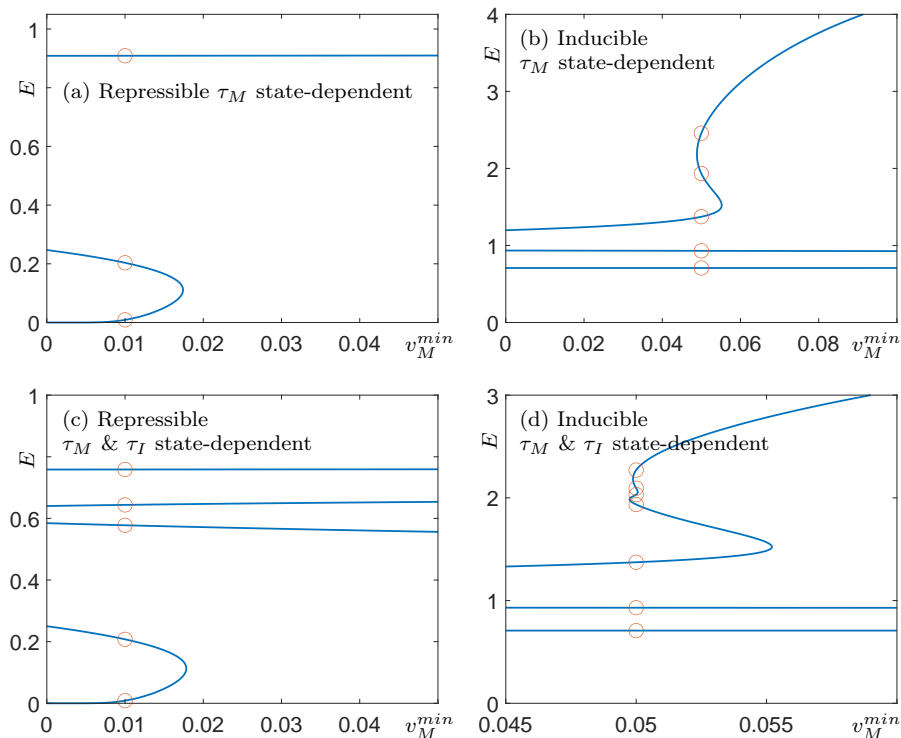 E
1
0.8
0.6
0.4
0.2
0
(a) Repressible τ_M state-dependent
0 0.01 0.02 0.03 0.04 v_M^{min}
E
4
3
2
1
0
(b) Inducible
τ_M state-dependent
0 0.02 0.04 0.06 0.08 v_M^{min}
E
1
0.8
0.6
0.4
0.2
0
(c) Repressible
τ_M & τ_I state-dependent
0 0.01 0.02 0.03 0.04 v_M^{min}
E
3
2
1
0
(d) Inducible
τ_M & τ_I state-dependent
0.045 0.05 0.055 v_M^{min}